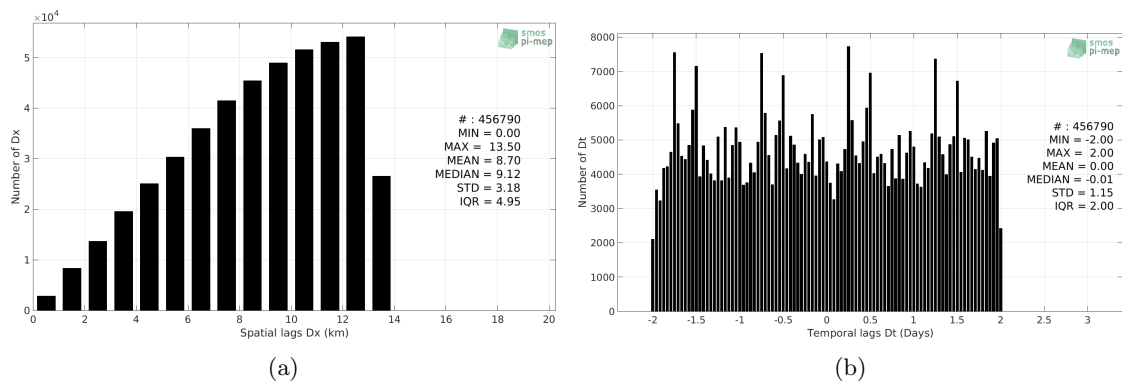 ×10⁴
smos
pi-mep
5
4
3
2
1
0
Number of Dx
# : 456790
MIN = 0.00
MAX = 13.50
MEAN = 8.70
MEDIAN = 9.12
STD = 3.18
IQR = 4.95
0 2 4 6 8 10 12 14 16 18 20
Spatial lags Dx (km)
(a)
smos
pi-mep
8000
7000
6000
5000
4000
3000
2000
1000
0
Number of Dt
# : 456790
MIN = -2.00
MAX = 2.00
MEAN = 0.00
MEDIAN = -0.01
STD = 1.15
IQR = 2.00
-2 -1.5 -1 -0.5 0 0.5 1 1.5 2 2.5 3
Temporal lags Dt (Days)
(b)